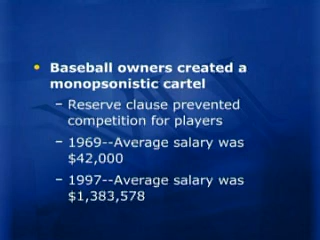 • Baseball owners created a
monopsonistic cartel
– Reserve clause prevented
competition for players
– 1969--Average salary was
$42,000
– 1997--Average salary was
$1,383,578